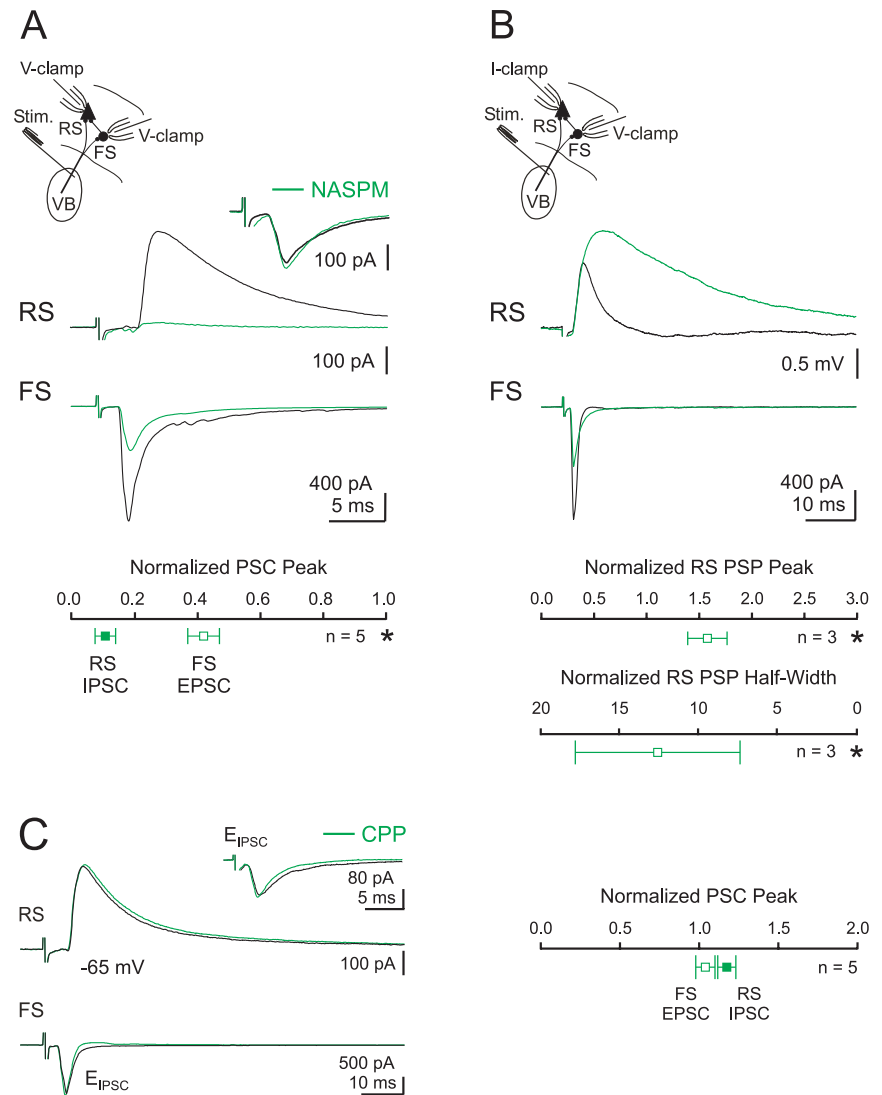 A
V-clamp
Stim.
RS
V-clamp
FS
VB
NASPM
100 pA
RS
100 pA
FS
400 pA
5 ms
Normalized PSC Peak
0.0 0.2 0.4 0.6 0.8 1.0
n = 5 *
RS FS
IPSC EPSC
B
I-clamp
Stim.
RS
V-clamp
FS
VB
RS
0.5 mV
FS
400 pA
10 ms
Normalized RS PSP Peak
0.0 0.5 1.0 1.5 2.0 2.5 3.0
n = 3 *
Normalized RS PSP Half-Width
20 15 10 5 0
n = 3 *
C
E_IPSC CPP
80 pA
5 ms
RS
-65 mV
100 pA
FS
E_IPSC
500 pA
10 ms
Normalized PSC Peak
0.0 0.5 1.0 1.5 2.0
n = 5
FS RS
EPSC IPSC